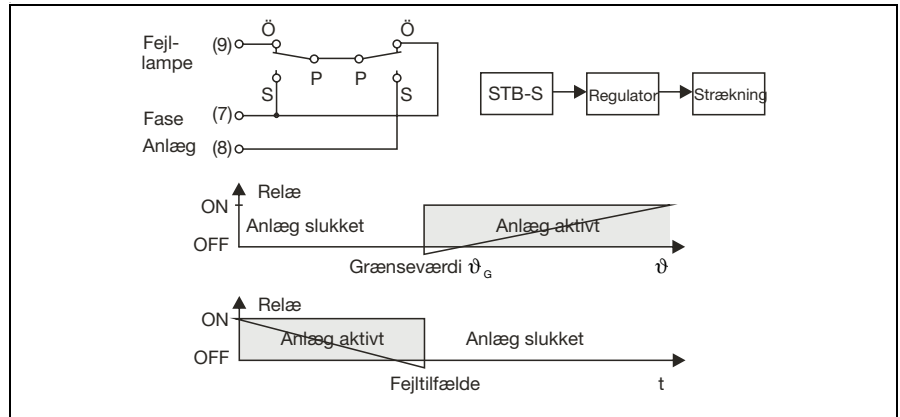 Fejl-
lampe
(9)
Ö
Ö
P
P
S
S
Fase
(7)
Anlæg
(8)
STB-S
Regulator
Strækning
Relæ
ON
Anlæg slukket
Anlæg aktivt
OFF
Grænseværdi ϑG
ϑ
Relæ
ON
Anlæg aktivt
Anlæg slukket
OFF
Fejltilfælde
t